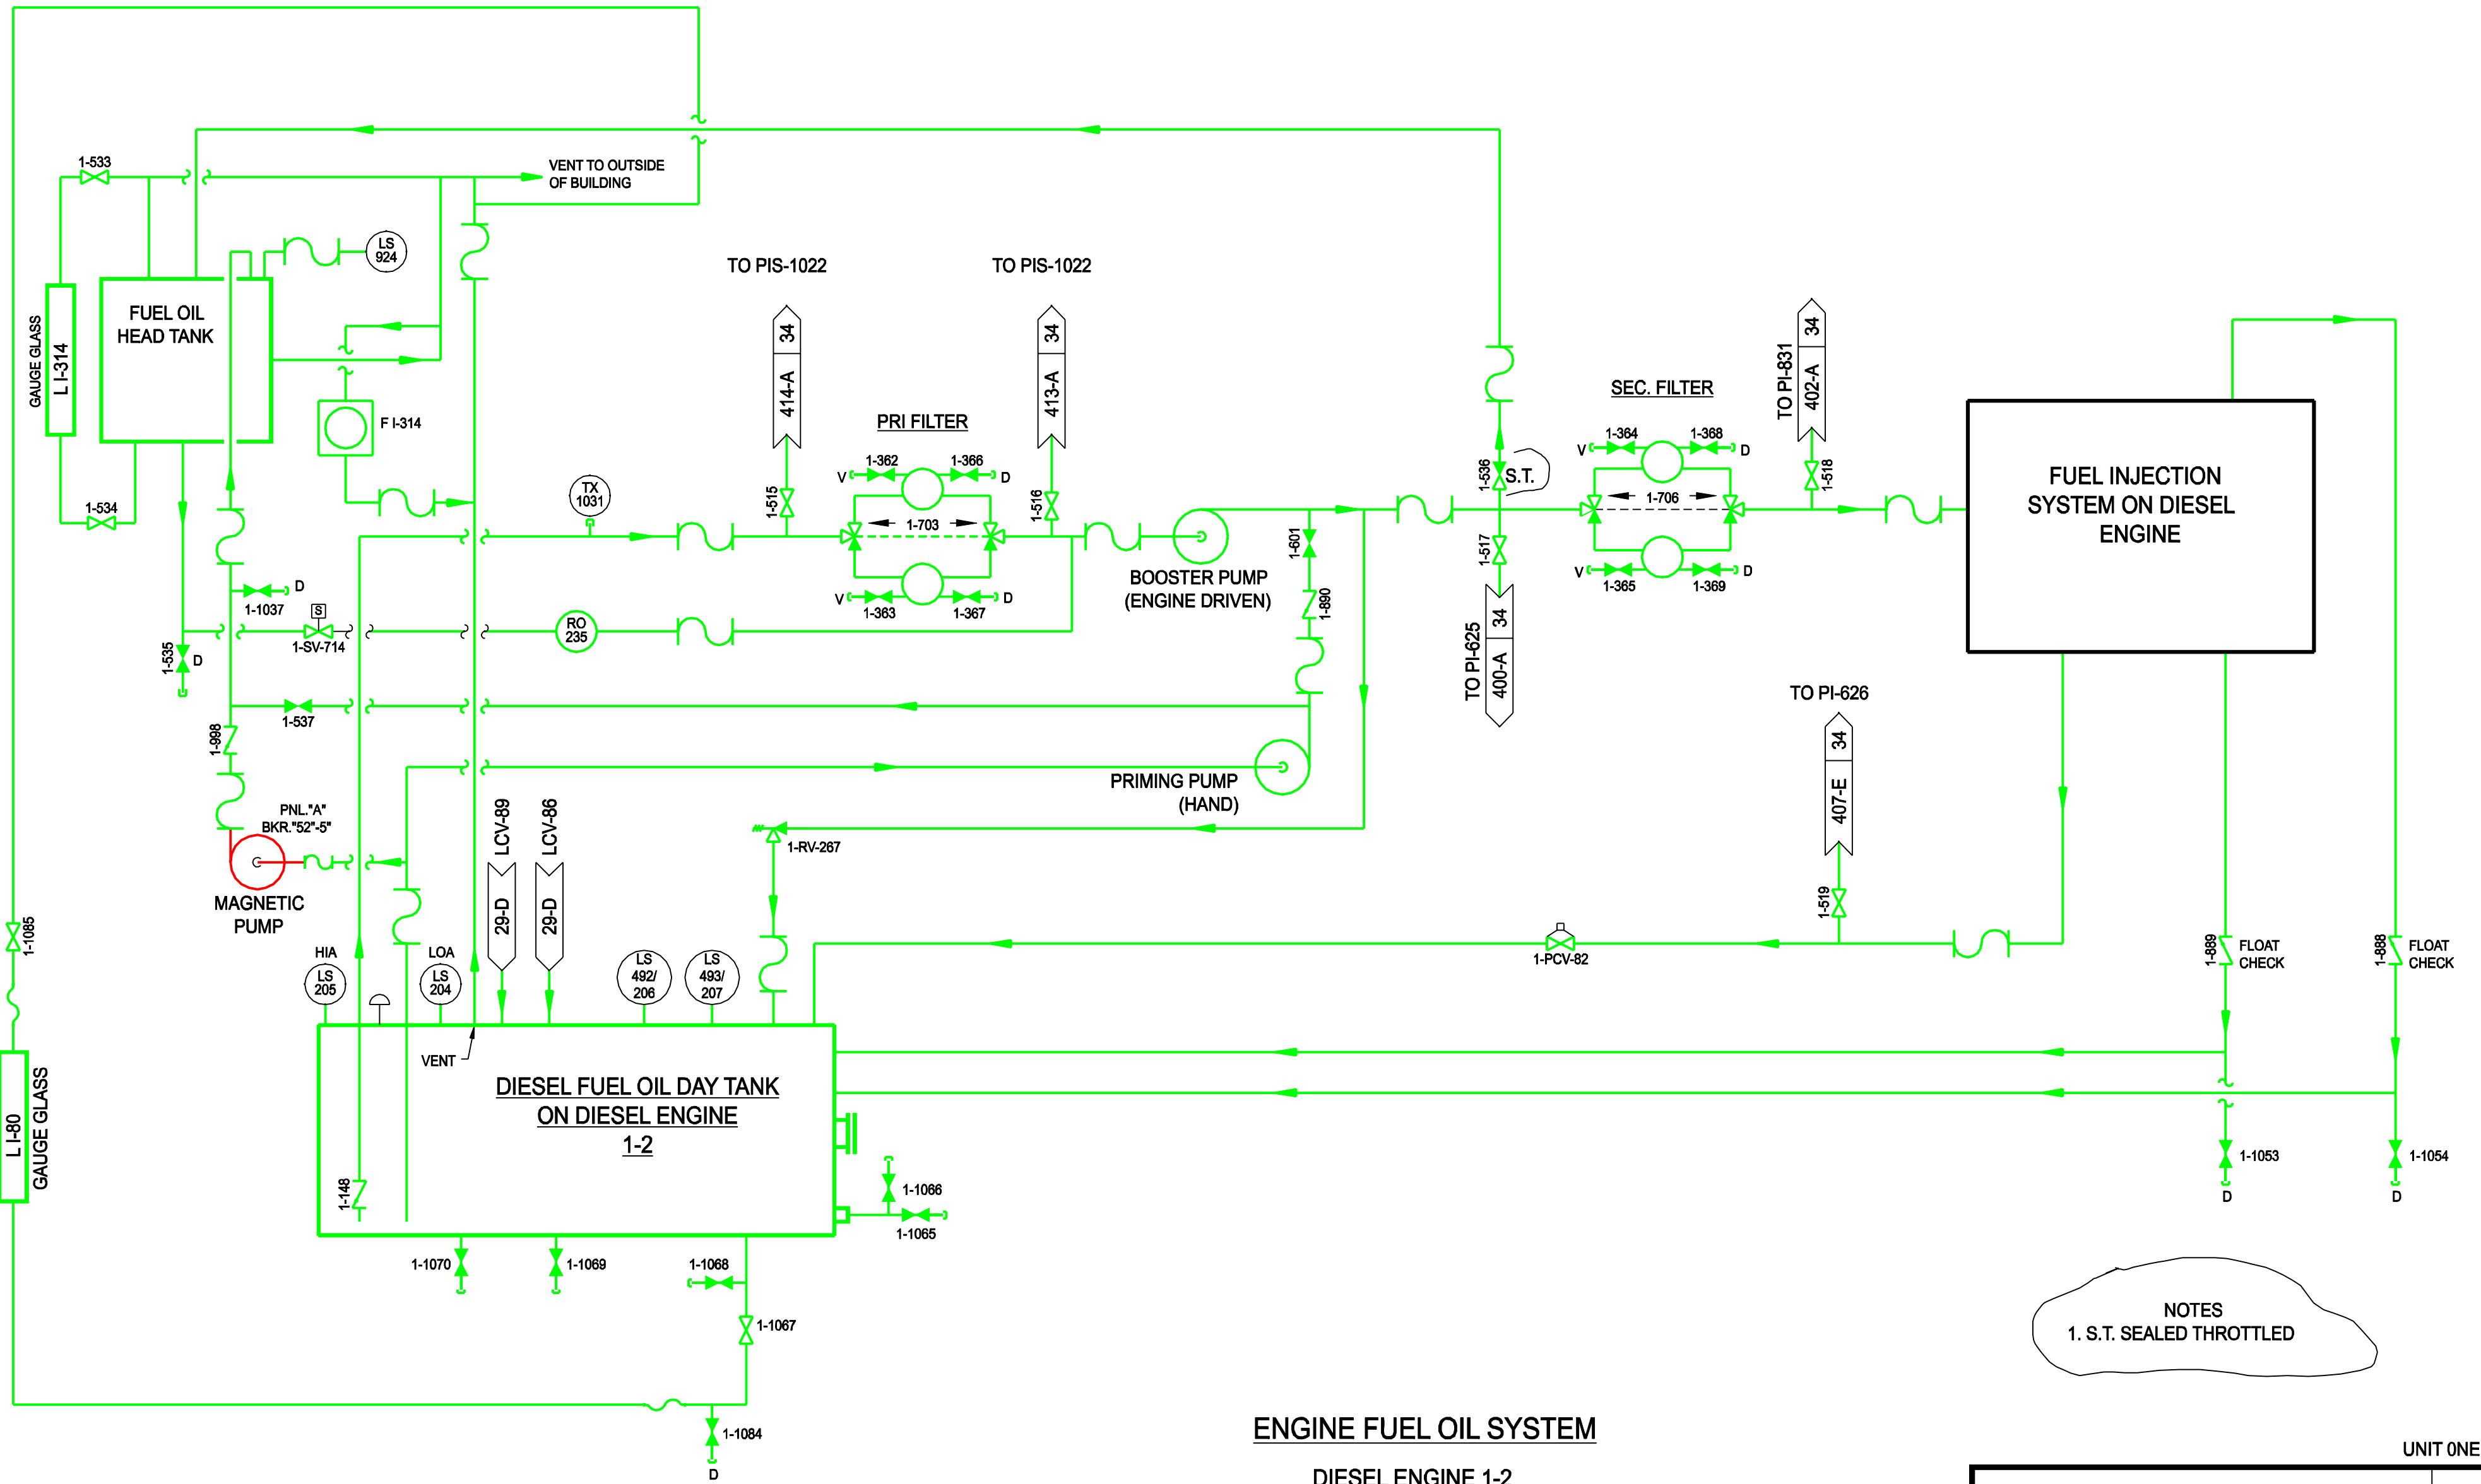 1-533
VENT TO OUTSIDE
OF BUILDING
LS
924
GAUGE GLASS
L I-314
FUEL OIL
HEAD TANK
F I-314
1-534
TO PIS-1022
34
414-A
1-515
TO PIS-1022
34
413-A
1-516
TX
1031
PRI FILTER
V
1-362
1-366
D
1-703
V
1-363
1-367
D
BOOSTER PUMP
(ENGINE DRIVEN)
1-601
1-890
1-536
S.T.
1-517
TO PI-625
34
400-A
SEC. FILTER
V
1-364
1-368
D
1-706
V
1-365
1-369
D
TO PI-831
34
402-A
1-518
FUEL INJECTION
SYSTEM ON DIESEL
ENGINE
D
1-1037
S
1-SV-714
RO
235
1-535
D
1-537
1-998
PRIMING PUMP
(HAND)
TO PI-626
34
407-E
1-519
PNL."A"
BKR."52"-5"
C
MAGNETIC
PUMP
LCV-89
29-D
LCV-86
29-D
1-RV-267
1-PCV-82
1-889
FLOAT
CHECK
1-888
FLOAT
CHECK
1-1085
HIA
LS
205
LOA
LS
204
LS
492/
206
LS
493/
207
VENT
DIESEL FUEL OIL DAY TANK
ON DIESEL ENGINE
1-2
L I-80
GAUGE GLASS
1-148
1-1066
1-1065
1-1053
D
1-1054
D
1-1070
1-1069
1-1068
1-1067
1-1084
D
NOTES
1. S.T. SEALED THROTTLED
ENGINE FUEL OIL SYSTEM
DIESEL ENGINE 1-2
UNIT 0NE